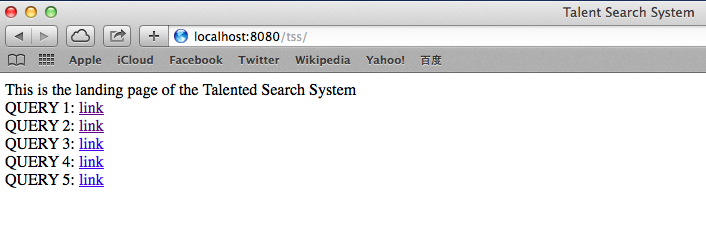 Talent Search System
localhost:8080/tss/
Apple iCloud Facebook Twitter Wikipedia Yahoo! 百度
This is the landing page of the Talented Search System
QUERY 1: link
QUERY 2: link
QUERY 3: link
QUERY 4: link
QUERY 5: link